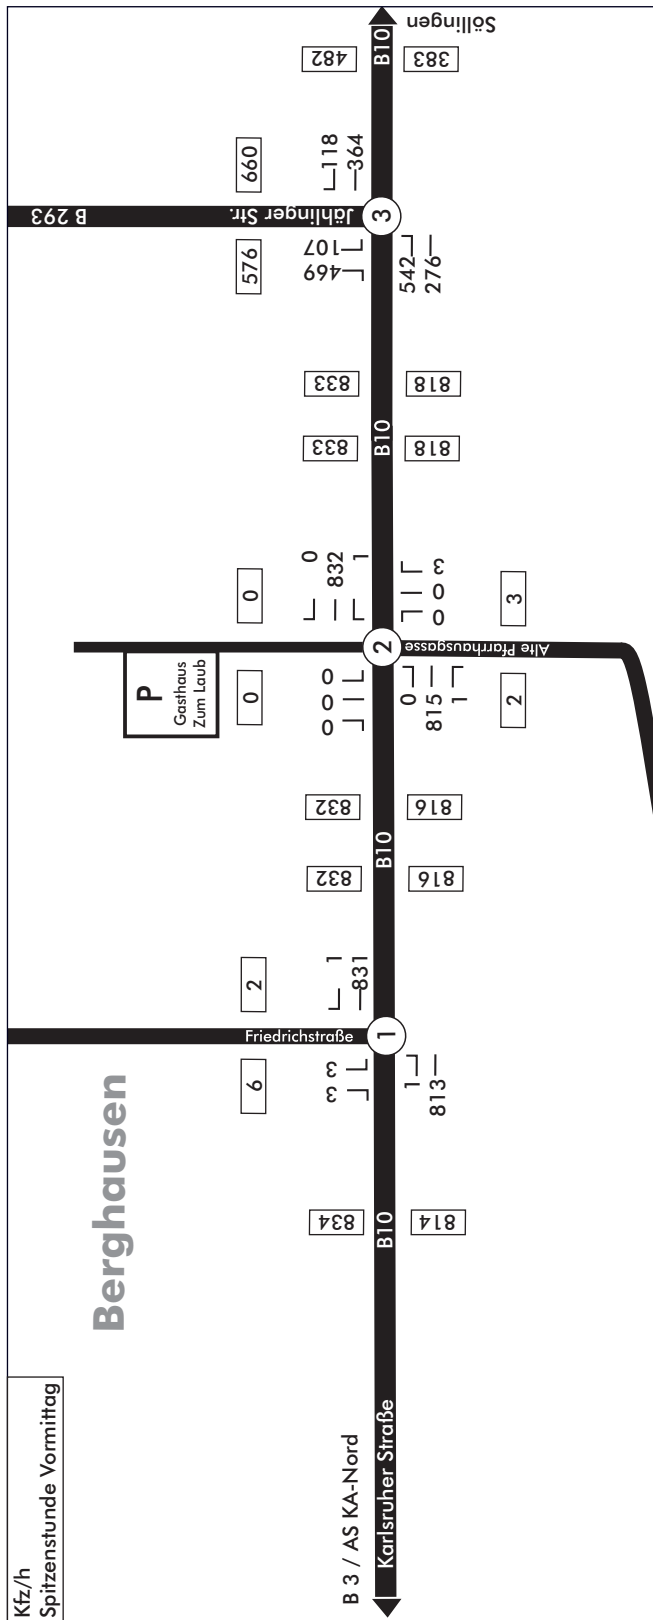 Kfz/h
Spitzenstunde Vormittag
Berghausen
B 3 / AS KA-Nord
Karlsruher Straße
834
B10
814
6
3
3
1
813
Friedrichstraße
1
2
1
831
832
B10
816
832
816
P
Gasthaus
Zum Laub
0
0
0
0
0
815
1
2
2
Alte Pfarrhausgasse
0
0
832
1
0
0
3
3
833
B10
818
833
818
576
469
107
542
276
B 293
Jählinger Str.
3
660
118
364
482
B10
383
Söllingen